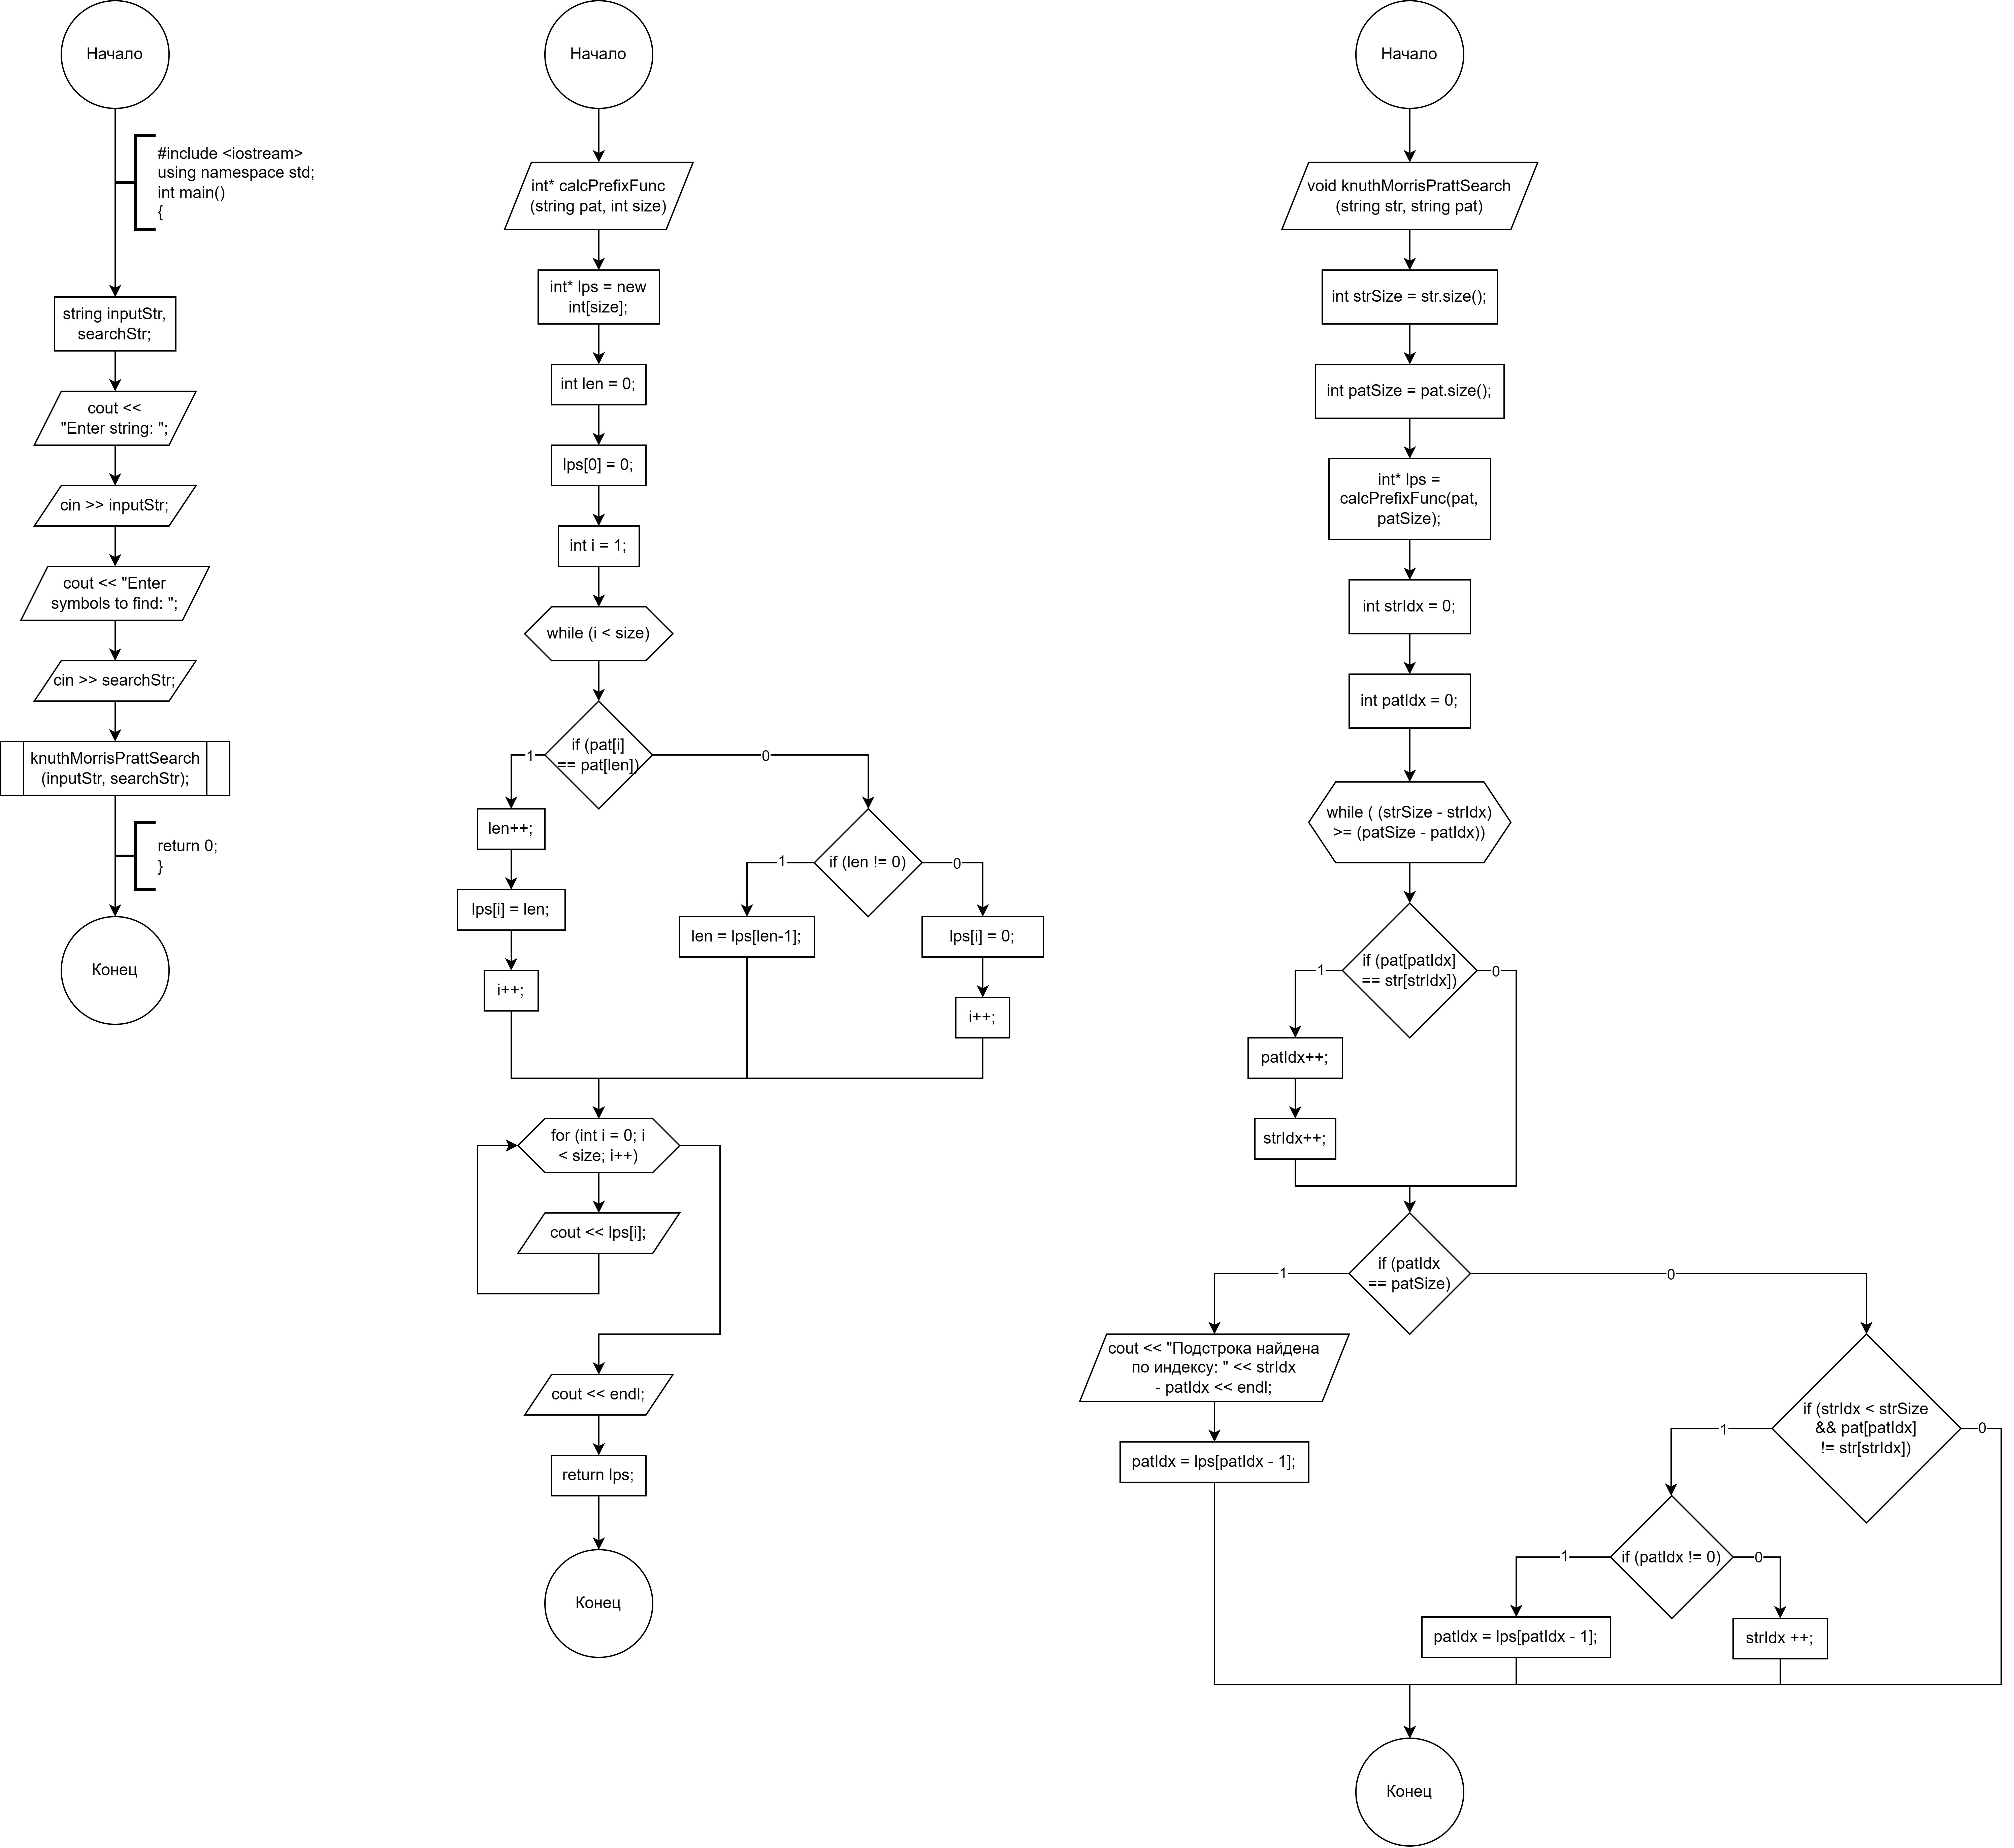 Начало
#include <iostream>
using namespace std;
int main()
{
string inputStr,
searchStr;
cout <<
"Enter string: ";
cin >> inputStr;
cout << "Enter
symbols to find: ";
cin >> searchStr;
knuthMorrisPrattSearch
(inputStr, searchStr);
return 0;
}
Конец
Начало
int* calcPrefixFunc
(string pat, int size)
int* lps = new
int[size];
int len = 0;
lps[0] = 0;
int i = 1;
while (i < size)
if (pat[i]
== pat[len])
1
0
len++;
lps[i] = len;
i++;
if (len != 0)
1
0
len = lps[len-1];
lps[i] = 0;
i++;
for (int i = 0; i
< size; i++)
cout << lps[i];
cout << endl;
return lps;
Конец
Начало
void knuthMorrisPrattSearch
(string str, string pat)
int strSize = str.size();
int patSize = pat.size();
int* lps =
calcPrefixFunc(pat,
patSize);
int strIdx = 0;
int patIdx = 0;
while ( (strSize - strIdx)
>= (patSize - patIdx))
if (pat[patIdx]
== str[strIdx])
1
0
patIdx++;
strIdx++;
if (patIdx
== patSize)
1
0
cout << "Подстрока найдена
по индексу: " << strIdx
- patIdx << endl;
patIdx = lps[patIdx - 1];
if (strIdx < strSize
&& pat[patIdx]
!= str[strIdx])
1
0
if (patIdx != 0)
1
0
patIdx = lps[patIdx - 1];
strIdx ++;
Конец